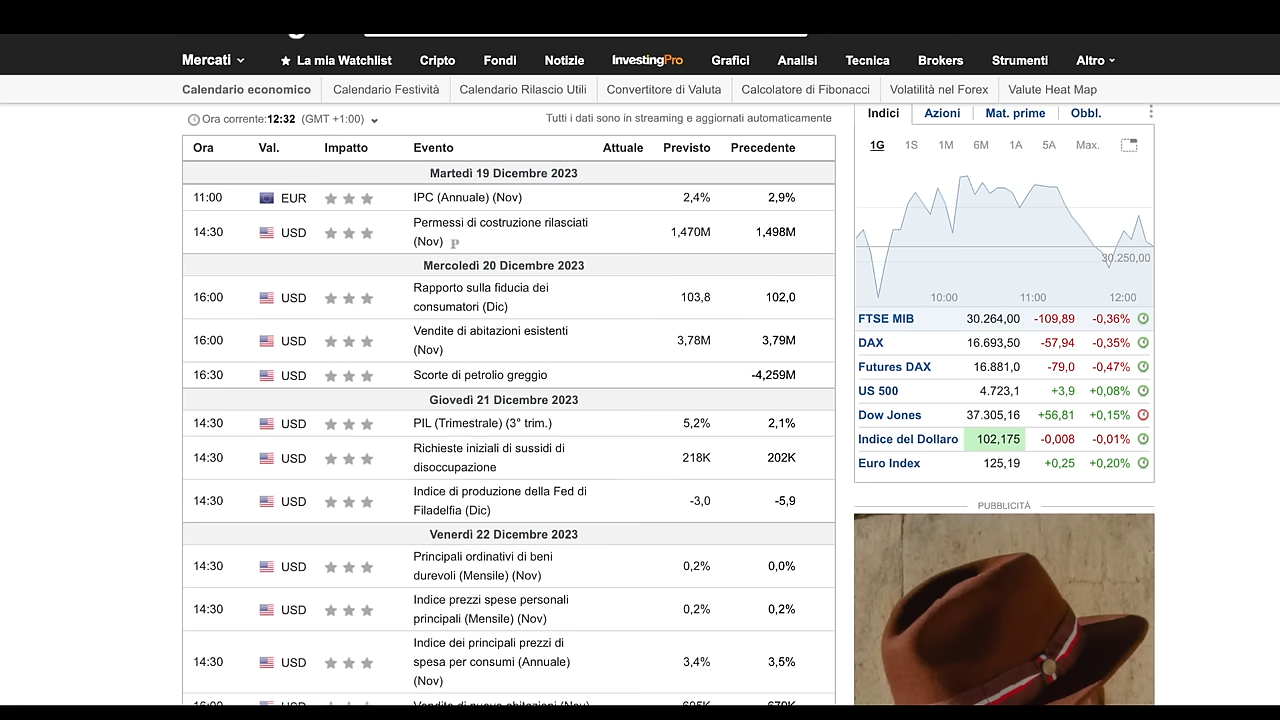 Mercati
La mia Watchlist
Cripto
Fondi
Notizie
InvestingPro
Grafici
Analisi
Tecnica
Brokers
Strumenti
Altro
Calendario economico
Calendario Festività
Calendario Rilascio Utili
Convertitore di Valuta
Calcolatore di Fibonacci
Volatilità nel Forex
Valute Heat Map
Ora corrente:12:32 (GMT +1:00)
Tutti i dati sono in streaming e aggiornati automaticamente
Ora Val. Impatto Evento Attuale Previsto Precedente
Martedì 19 Dicembre 2023
11:00 EUR IPC (Annuale) (Nov) 2,4% 2,9%
14:30 USD Permessi di costruzione rilasciati 1,470M 1,498M
(Nov) P
Mercoledì 20 Dicembre 2023
16:00 USD Rapporto sulla fiducia dei 103,8 102,0
consumatori (Dic)
16:00 USD Vendite di abitazioni esistenti 3,78M 3,79M
(Nov)
16:30 USD Scorte di petrolio greggio -4,259M
Giovedì 21 Dicembre 2023
14:30 USD PIL (Trimestrale) (3° trim.) 5,2% 2,1%
14:30 USD Richieste iniziali di sussidi di 218K 202K
disoccupazione
14:30 USD Indice di produzione della Fed di -3,0 -5,9
Filadelfia (Dic)
Venerdì 22 Dicembre 2023
14:30 USD Principali ordinativi di beni 0,2% 0,0%
durevoli (Mensile) (Nov)
14:30 USD Indice prezzi spese personali 0,2% 0,2%
principali (Mensile) (Nov)
14:30 USD Indice dei principali prezzi di 3,4% 3,5%
spesa per consumi (Annuale)
(Nov)
Indici Azioni Mat. prime Obbl.
1G 1S 1M 6M 1A 5A Max.
30.250,00
10:00 11:00 12:00
FTSE MIB 30.264,00 -109,89 -0,36%
DAX 16.693,50 -57,94 -0,35%
Futures DAX 16.881,0 -79,0 -0,47%
US 500 4.723,1 +3,9 +0,08%
Dow Jones 37.305,16 +56,81 +0,15%
Indice del Dollaro 102,175 -0,008 -0,01%
Euro Index 125,19 +0,25 +0,20%
PUBBLICITÀ